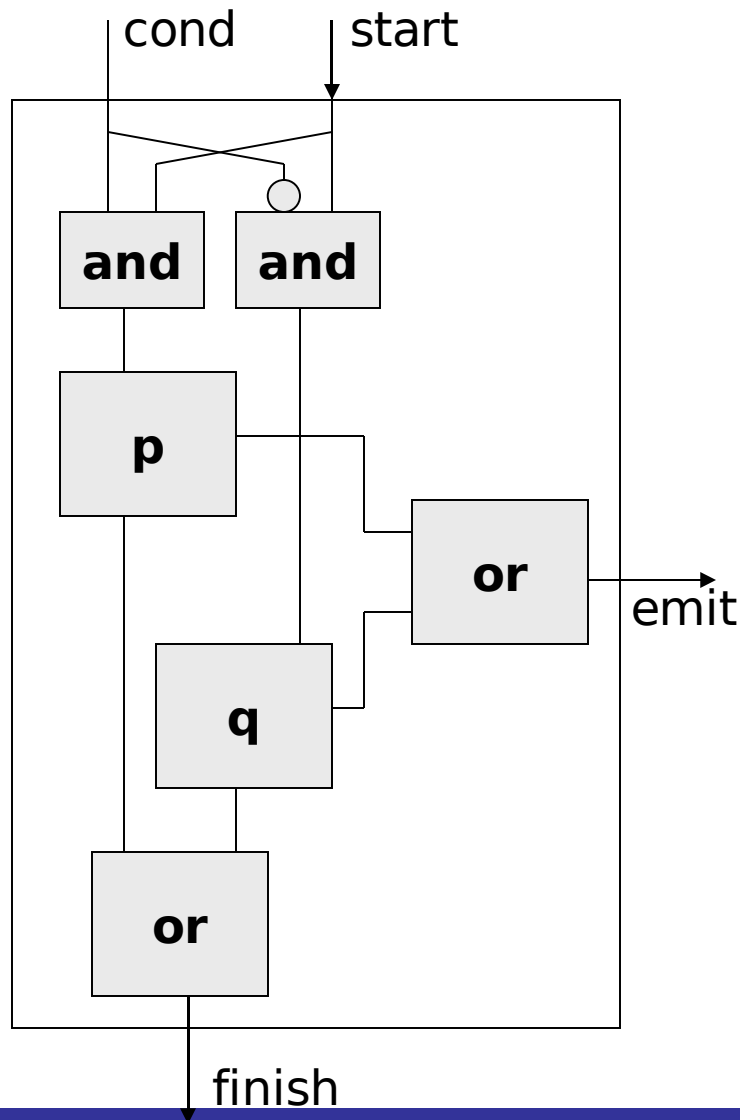 cond start
and and
p
or
emit
q
or
finish